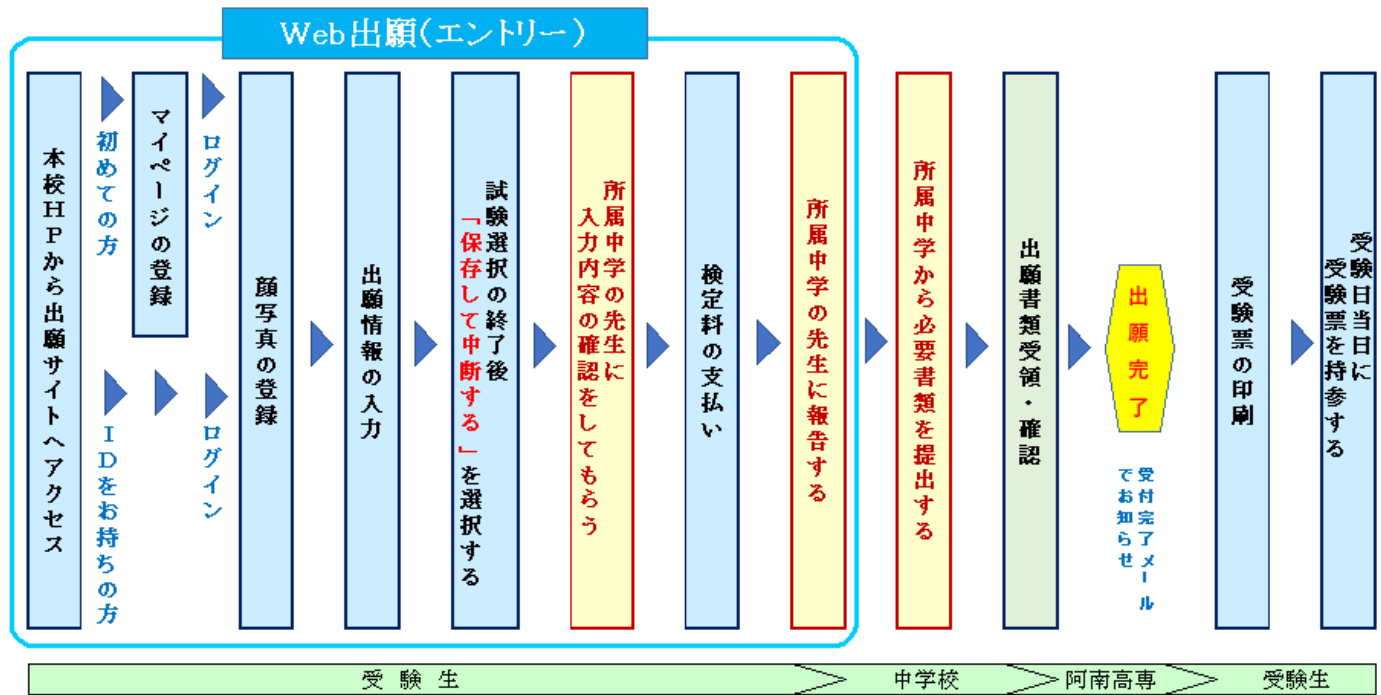 Web出願(エントリー)
本校HPから出願サイトへアクセス
初めての方
IDをお持ちの方
マイページの登録
ログイン
ログイン
顔写真の登録
出願情報の入力
試験選択の終了後
「保存して中断する」を選択する
所属中学の先生に
入力内容の確認をしてもらう
検定料の支払い
所属中学の先生に報告する
所属中学から必要書類を提出する
出願書類受領・確認
出願完了
受付完了メール
でお知らせ
受験票の印刷
受験日当日に
受験票を持参する
受験生
中学校
阿南高専
受験生